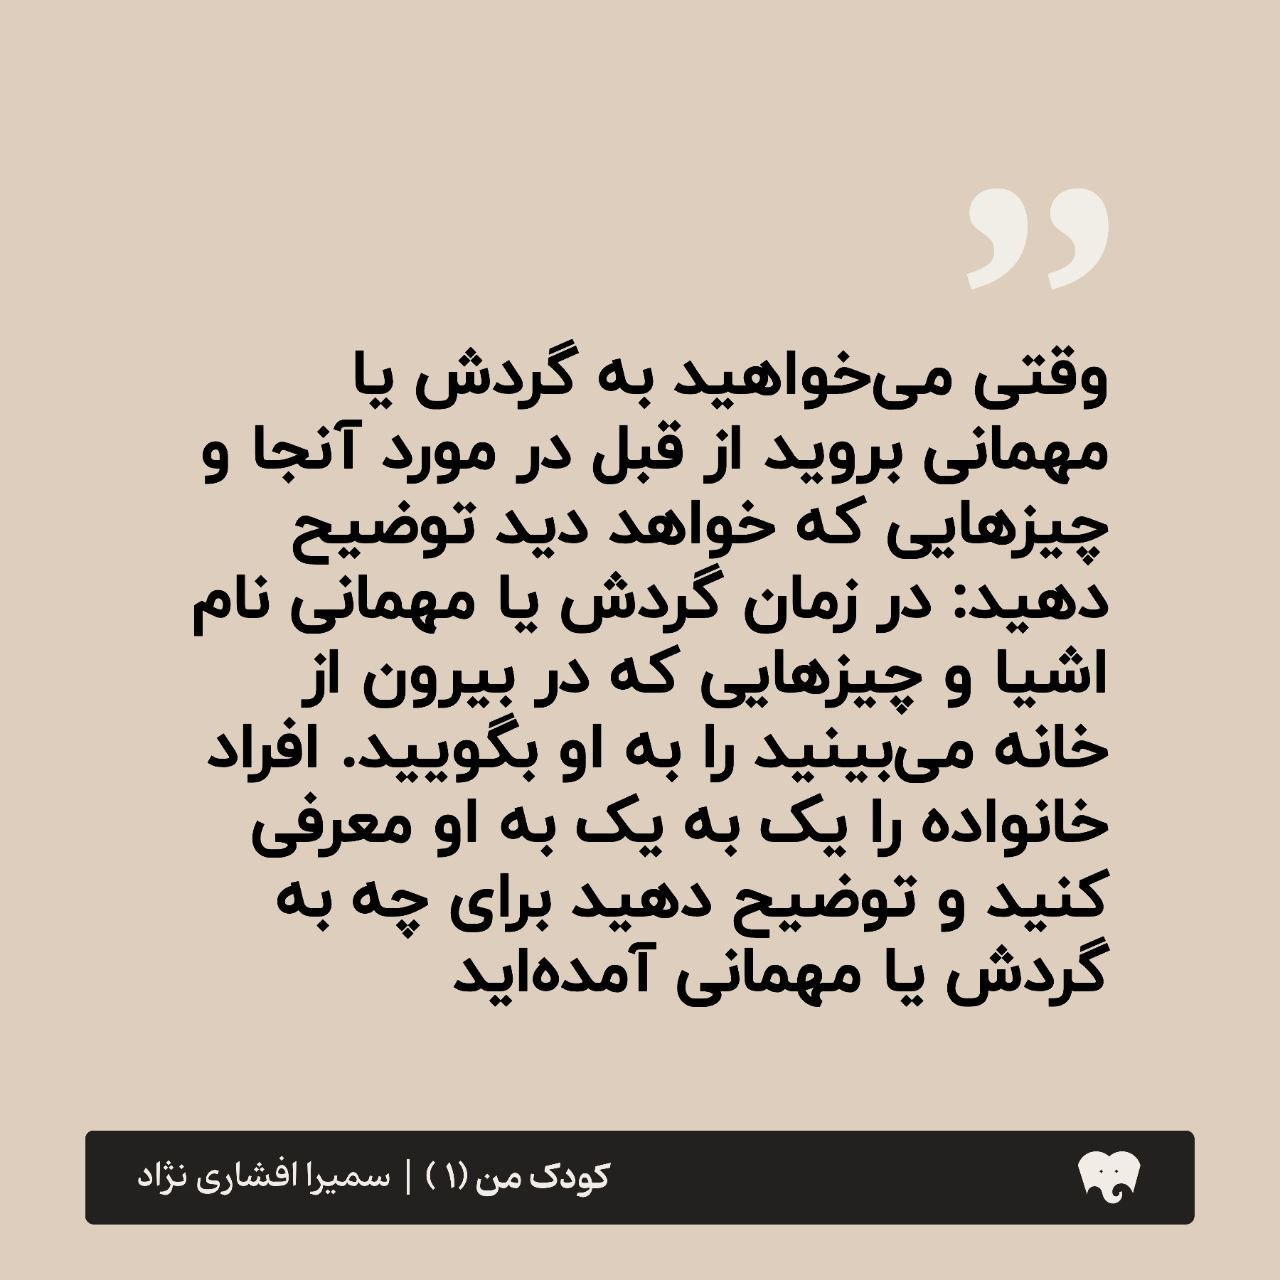 ”
وقتی می‌خواهید به گردش یا
مهمانی بروید از قبل در مورد آنجا و
چیزهایی که خواهد دید توضیح
دهید: در زمان گردش یا مهمانی نام
اشیا و چیزهایی که در بیرون از
خانه می‌بینید را به او بگویید. افراد
خانواده را یک به یک به او معرفی
کنید و توضیح دهید برای چه به
گردش یا مهمانی آمده‌اید
کودک من (۱) | سمیرا افشاری نژاد